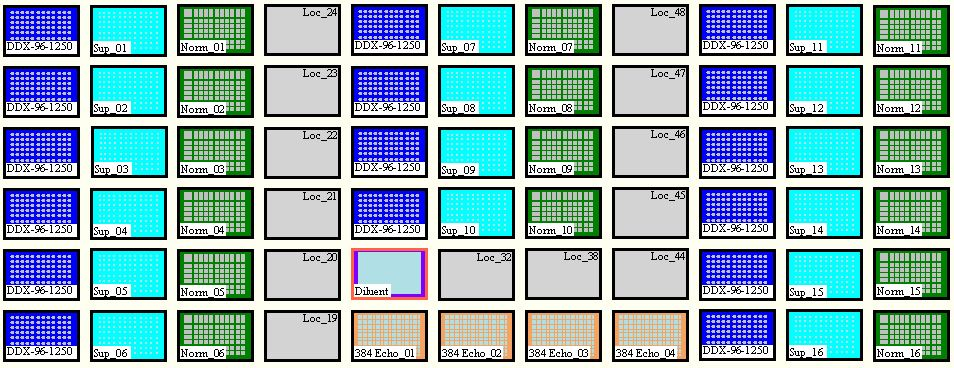 DDX-96-1250 Sup_01 Norm_01 Loc_24 DDX-96-1250 Sup_07 Norm_07 Loc_48 DDX-96-1250 Sup_11 Norm_11
DDX-96-1250 Sup_02 Norm_02 Loc_23 DDX-96-1250 Sup_08 Norm_08 Loc_47 DDX-96-1250 Sup_12 Norm_12
DDX-96-1250 Sup_03 Norm_03 Loc_22 DDX-96-1250 Sup_09 Norm_09 Loc_46 DDX-96-1250 Sup_13 Norm_13
DDX-96-1250 Sup_04 Norm_04 Loc_21 DDX-96-1250 Sup_10 Norm_10 Loc_45 DDX-96-1250 Sup_14 Norm_14
DDX-96-1250 Sup_05 Norm_05 Loc_20 Diluent Loc_32 Loc_38 Loc_44 DDX-96-1250 Sup_15 Norm_15
DDX-96-1250 Sup_06 Norm_06 Loc_19 384 Echo_01 384 Echo_02 384 Echo_03 384 Echo_04 DDX-96-1250 Sup_16 Norm_16